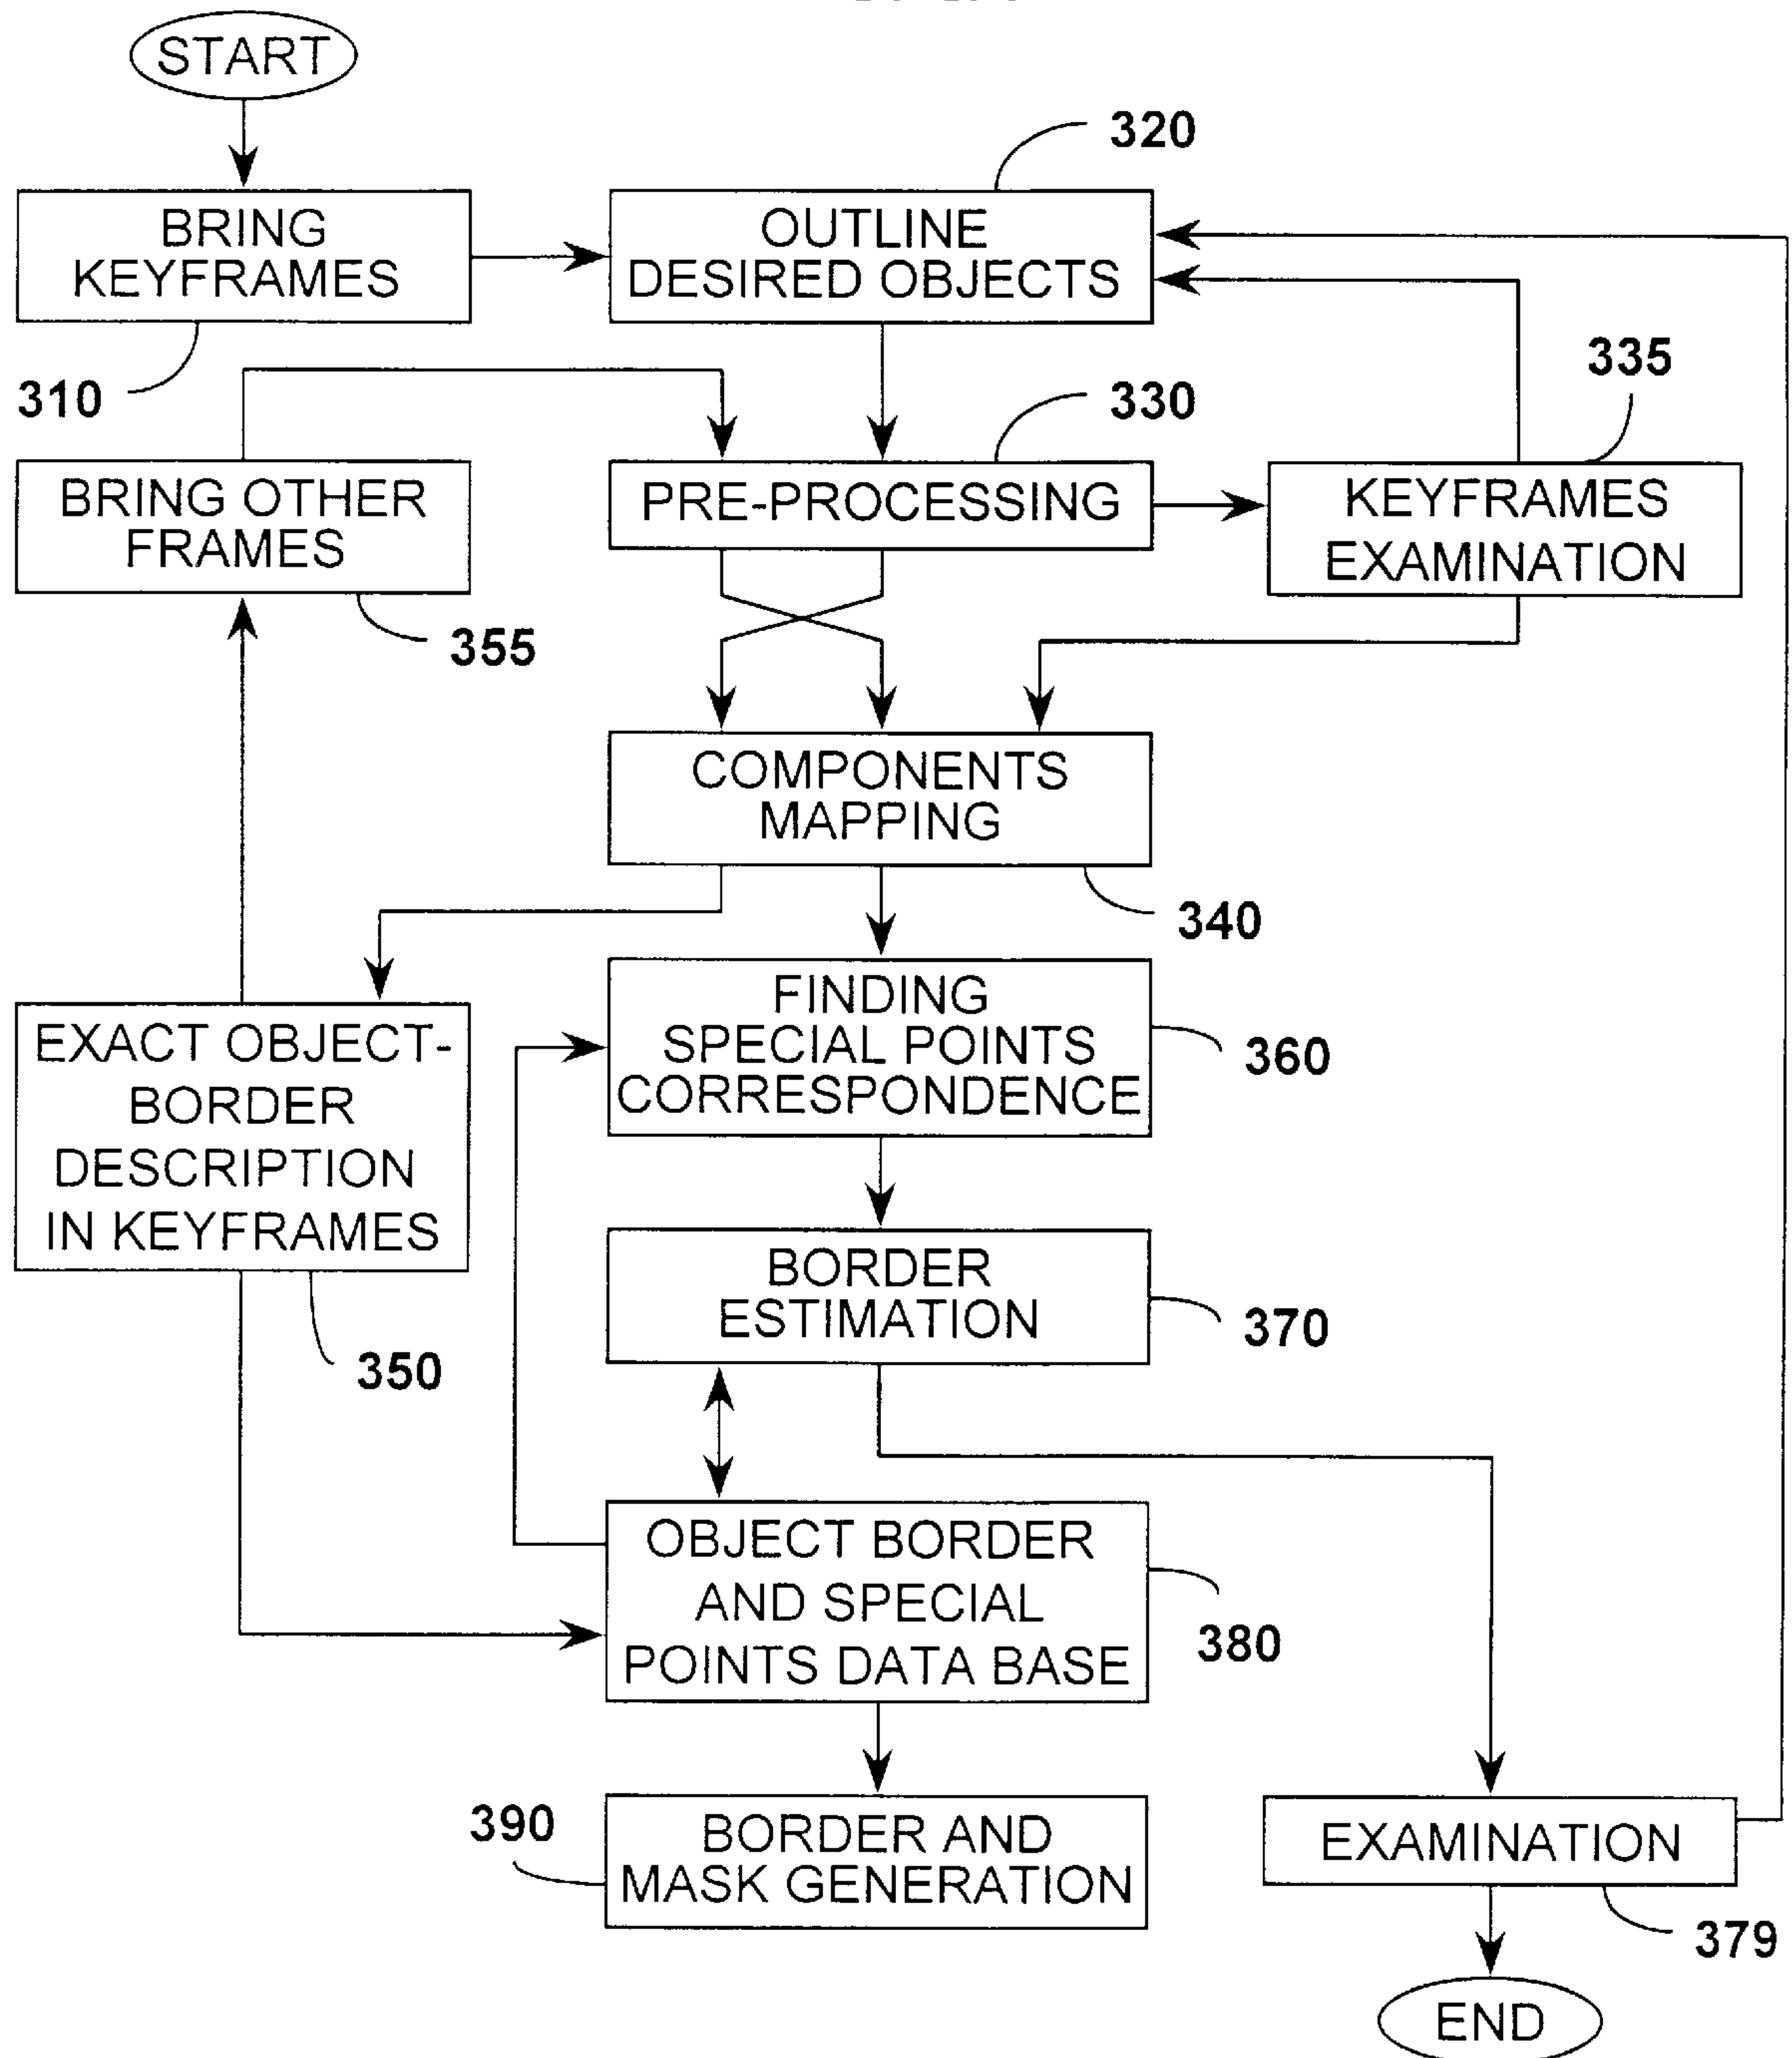 START
320
BRING
KEYFRAMES
OUTLINE
DESIRED OBJECTS
310
330
335
BRING OTHER
FRAMES
PRE-PROCESSING
KEYFRAMES
EXAMINATION
355
COMPONENTS
MAPPING
340
EXACT OBJECT-
BORDER
DESCRIPTION
IN KEYFRAMES
FINDING
SPECIAL POINTS
CORRESPONDENCE
360
BORDER
ESTIMATION
370
350
OBJECT BORDER
AND SPECIAL
POINTS DATA BASE
380
390
BORDER AND
MASK GENERATION
EXAMINATION
379
END